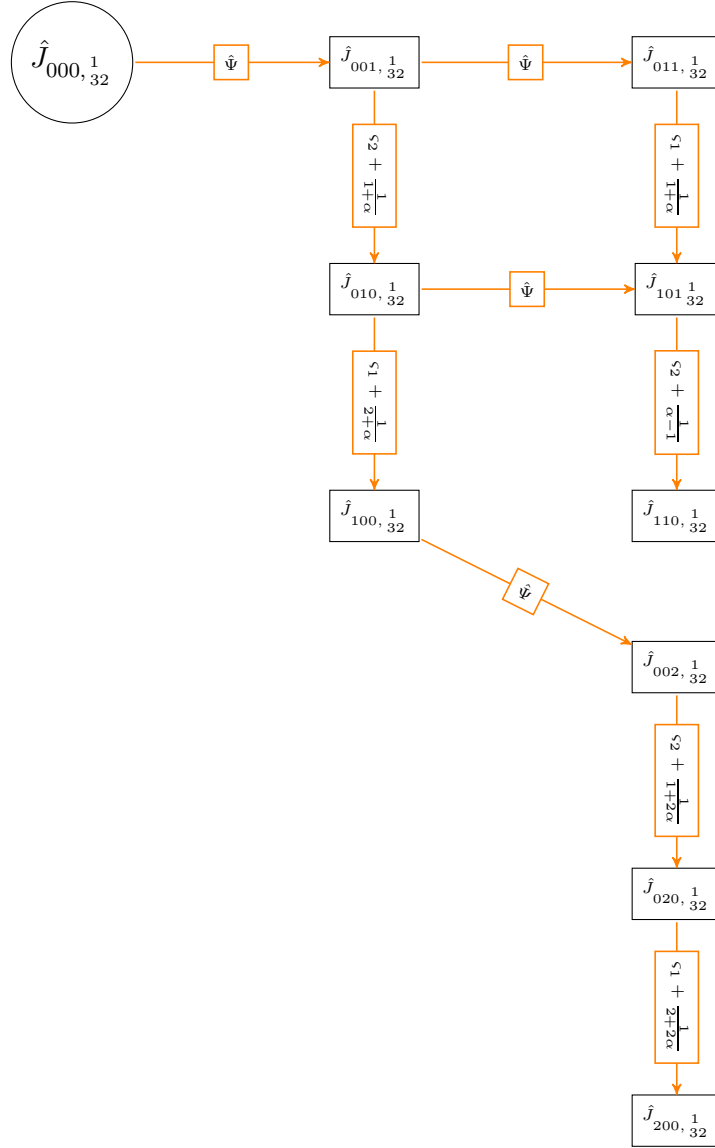 Ĵ000, 1 32 Ψ̂ Ĵ001, 1 32 Ψ̂ Ĵ011, 1 32
ς2 + 1/(1+α) ς1 + 1/(1+α)
Ĵ010, 1 32 Ψ̂ Ĵ101 1 32
ς1 + 1/(2+α) ς2 + 1/(α−1)
Ĵ100, 1 32 Ĵ110, 1 32
Ψ̂
Ĵ002, 1 32
ς2 + 1/(1+2α)
Ĵ020, 1 32
ς1 + 1/(2+2α)
Ĵ200, 1 32